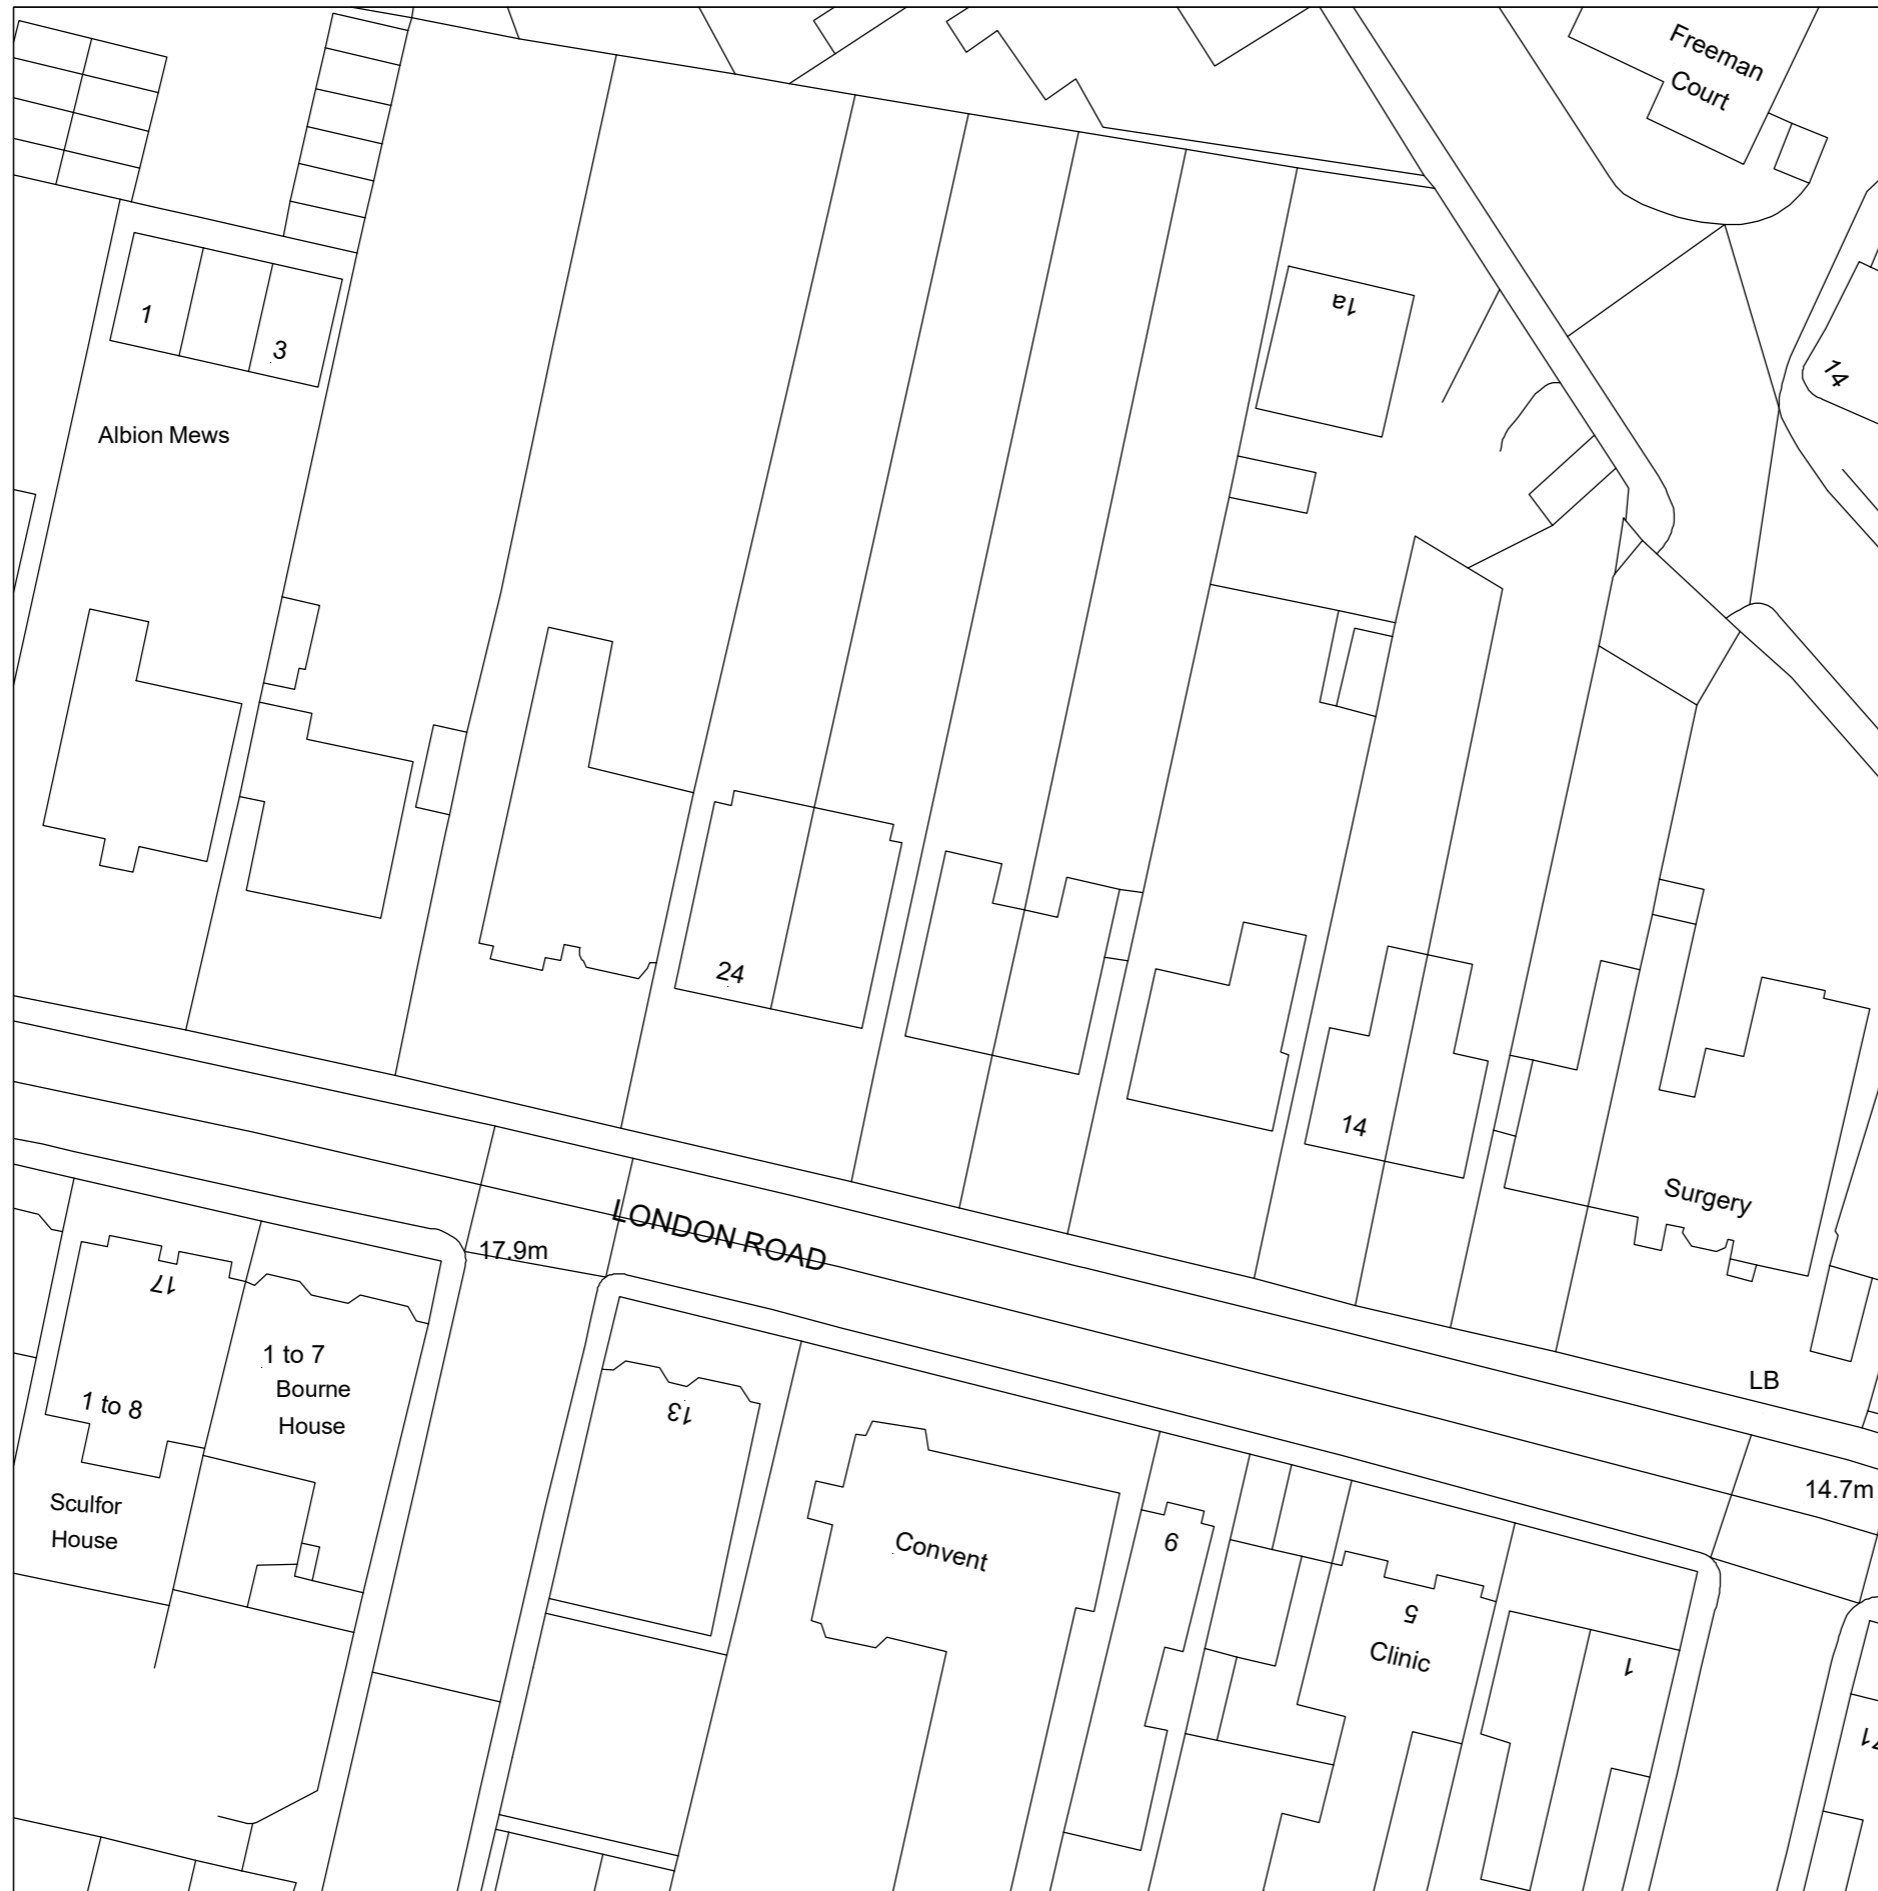 Freeman
Court
1a
1
3
14
Albion Mews
24
14
Surgery
LONDON ROAD
17.9m
17
1 to 7
Bourne
House
1 to 8
13
LB
14.7m
Sculfor
House
Convent
9
5
Clinic
1